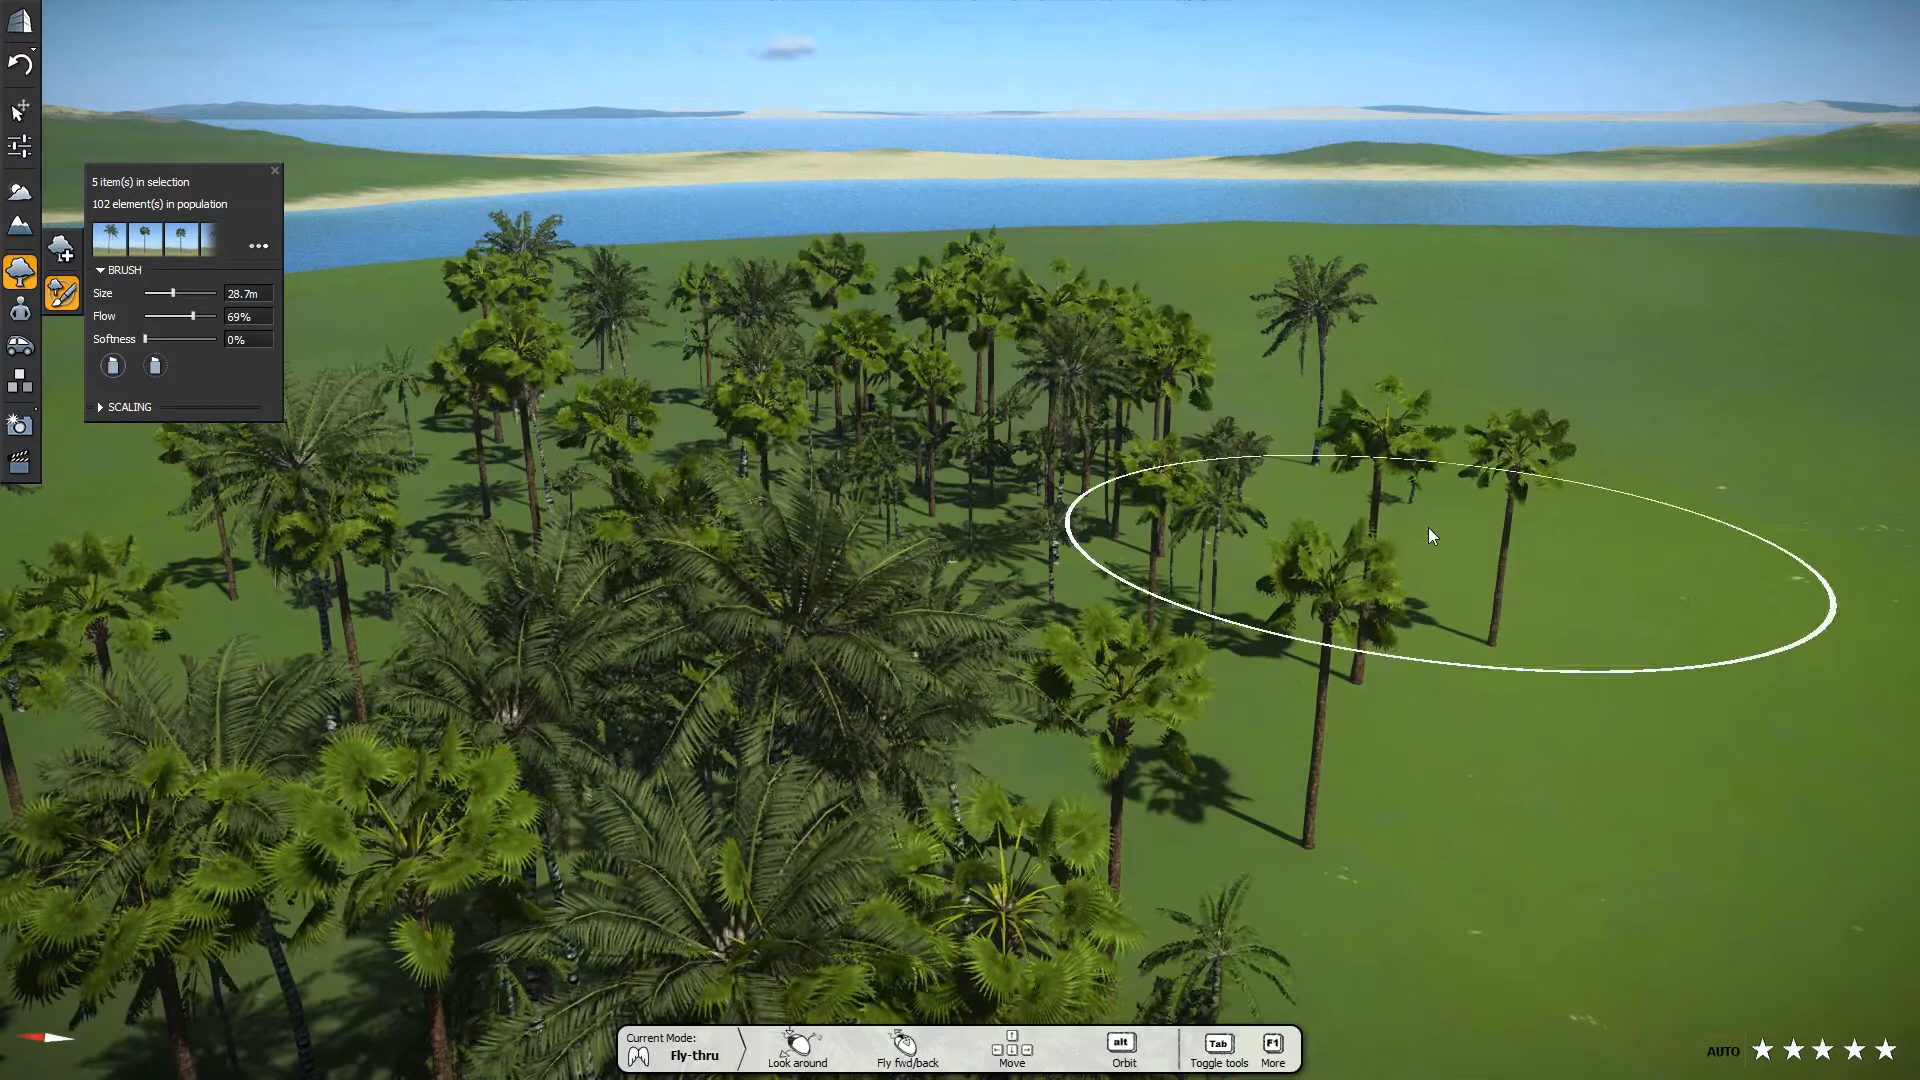 5 item(s) in selection
102 element(s) in population
BRUSH
Size 28.7m
Flow 69%
Softness 0%
SCALING
Current Mode:
Fly-thru
Look around
Fly fwd/back
Move
alt
Orbit
Tab
Toggle tools
F1
More
AUTO